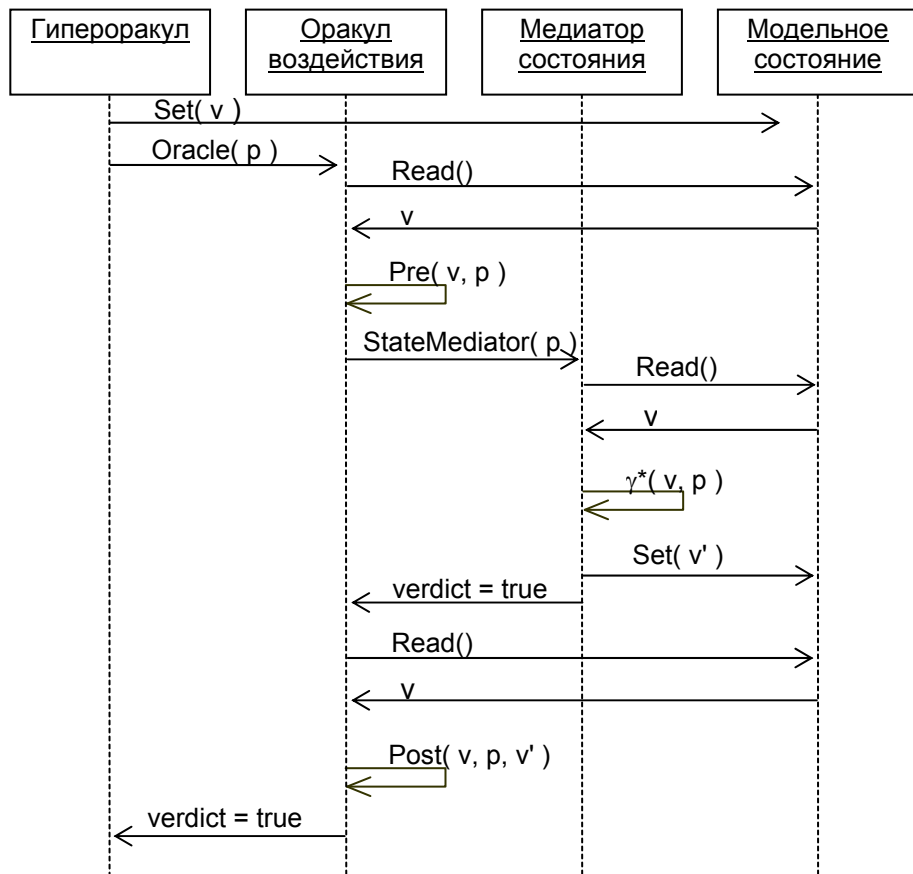 Гипероракул
Оракул
воздействия
Медиатор
состояния
Модельное
состояние
Set( v )
Oracle( p )
Read()
v
Pre( v, p )
StateMediator( p )
Read()
v
γ*( v, p )
Set( v' )
verdict = true
Read()
v
Post( v, p, v' )
verdict = true